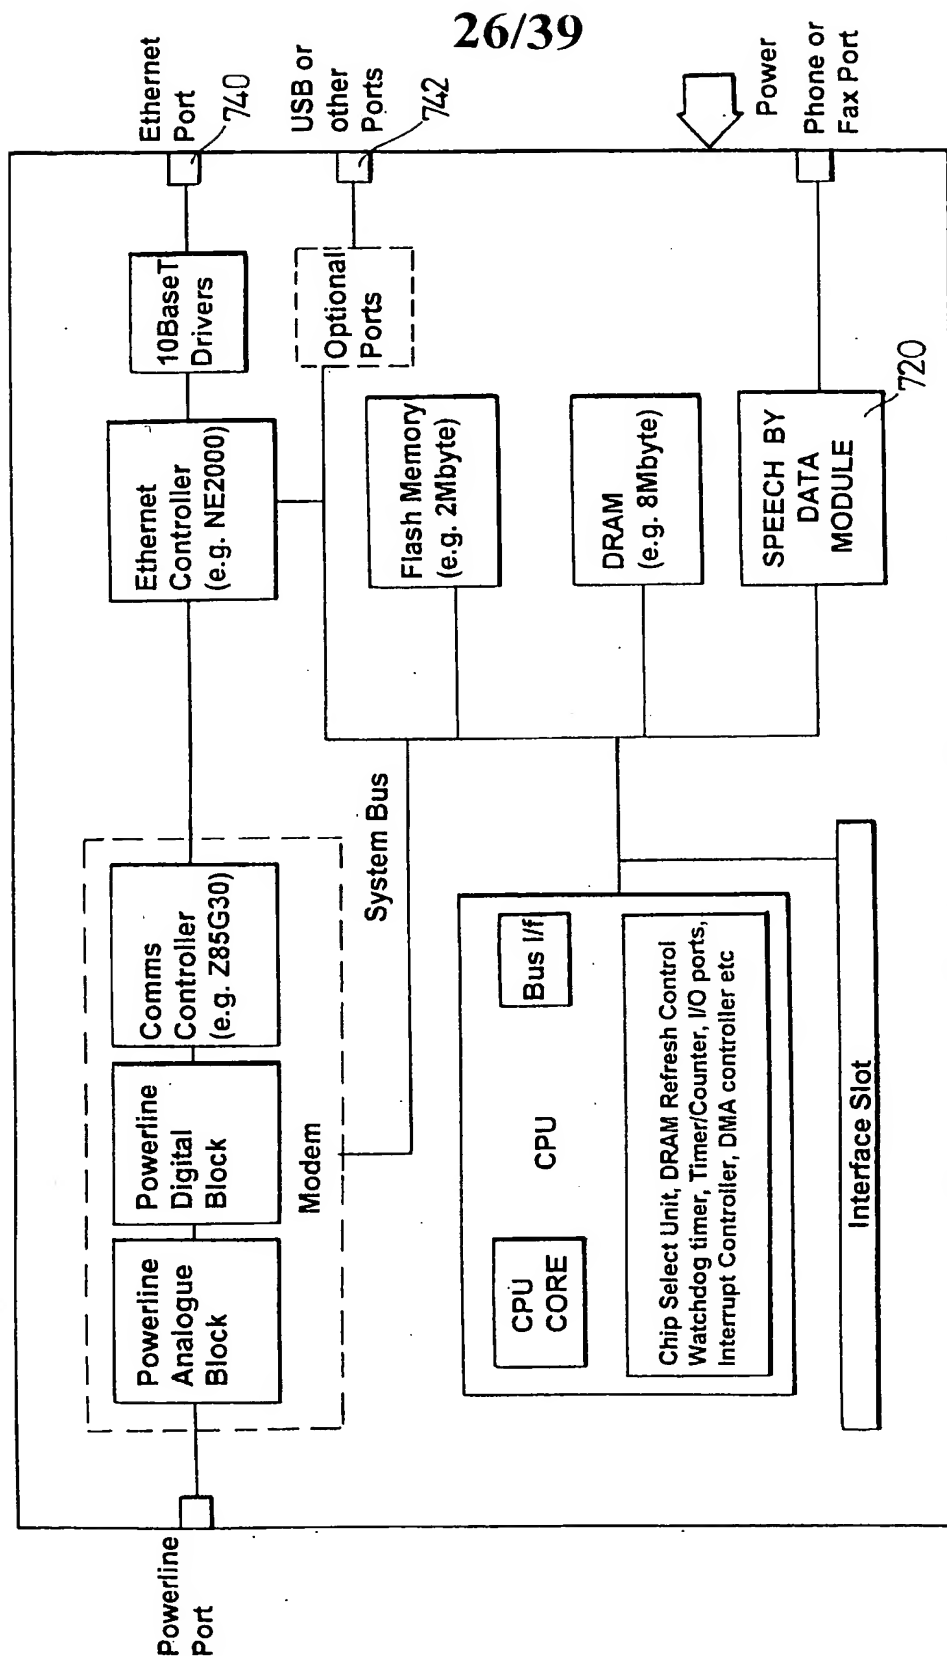 26/39
Powerline
Port
Powerline
Analogue
Block
Powerline
Digital
Block
Comms
Controller
(e.g. Z85G30)
Modem
Ethernet
Controller
(e.g. NE2000)
10BaseT
Drivers
Ethernet
Port
740
System Bus
Optional
Ports
USB or
other
Ports
742
Flash Memory
(e.g. 2Mbyte)
DRAM
(e.g. 8Mbyte)
Power
CPU
CORE
CPU
Bus I/f
Chip Select Unit, DRAM Refresh Control
Watchdog timer, Timer/Counter, I/O ports,
Interrupt Controller, DMA controller etc
SPEECH BY
DATA
MODULE
720
Phone or
Fax Port
Interface Slot